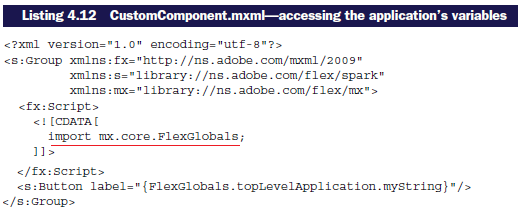 Listing 4.12 CustomComponent.mxml—accessing the application's variables
<?xml version="1.0" encoding="utf-8"?>
<s:Group xmlns:fx="http://ns.adobe.com/mxml/2009"
xmlns:s="library://ns.adobe.com/flex/spark"
xmlns:mx="library://ns.adobe.com/flex/mx">
<fx:Script>
<![CDATA[
import mx.core.FlexGlobals;
]]>
</fx:Script>
<s:Button label="{FlexGlobals.topLevelApplication.myString}"/>
</s:Group>